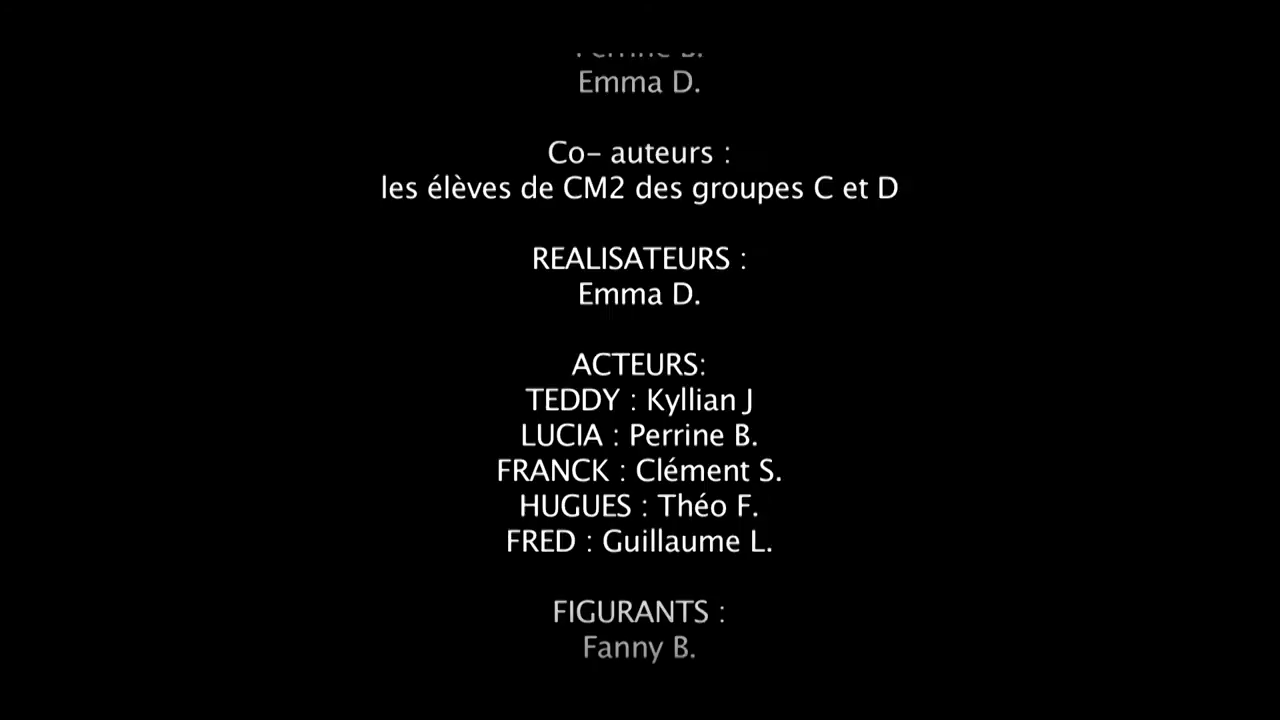 Perrine B.
Emma D.
Co- auteurs :
les élèves de CM2 des groupes C et D
REALISATEURS :
Emma D.
ACTEURS:
TEDDY : Kyllian J
LUCIA : Perrine B.
FRANCK : Clément S.
HUGUES : Théo F.
FRED : Guillaume L.
FIGURANTS :
Fanny B.